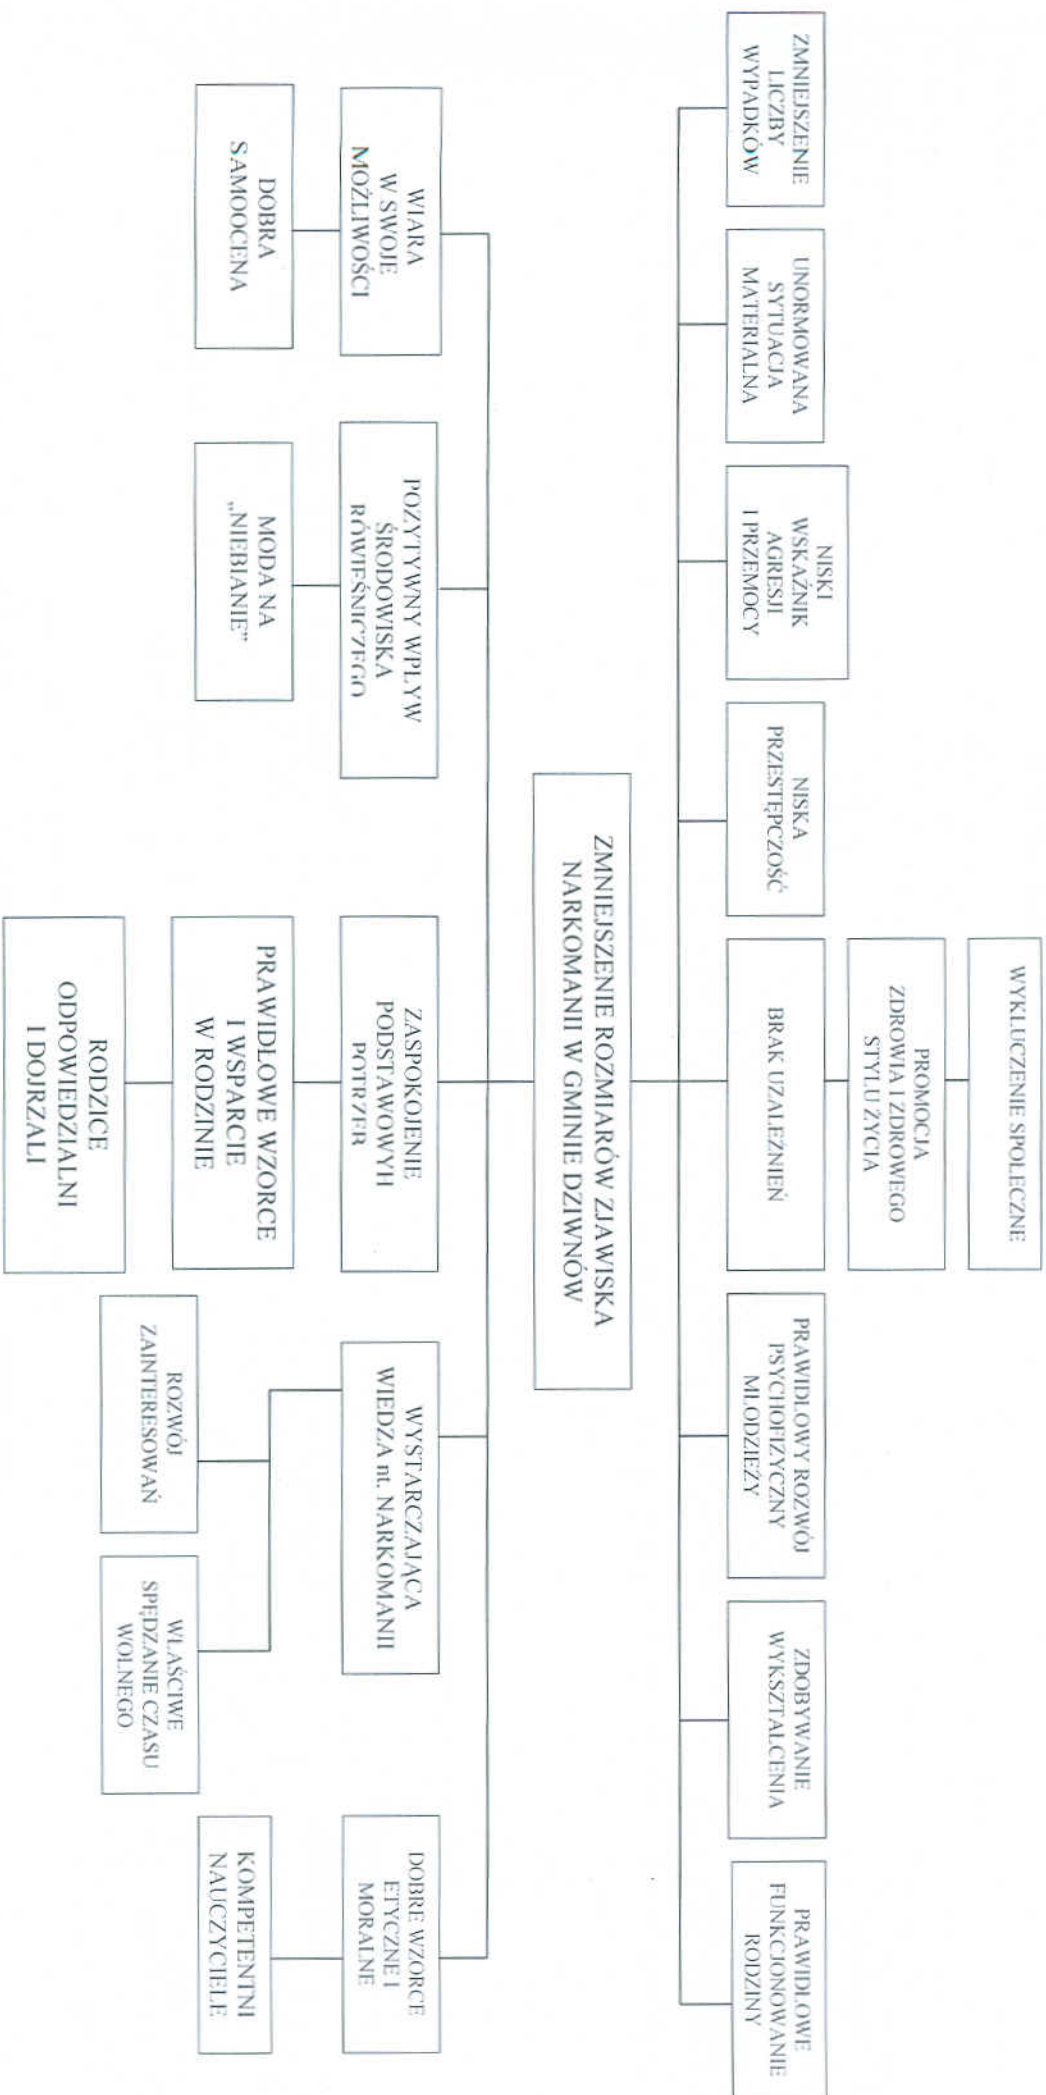 WYKLUCZENIE SPOŁECZNE
PROMOCJA
ZDROWIA I ZDROWEGO
STYLU ŻYCIA
ZMNIEJSZENIE
LICZBY
WYPADKÓW
UNORMOWANA
SYTUACJA
MATERIALNA
NISKI
WSKAŹNIK
AGRESJI
I PRZEMOCY
NISKA
PRZESTĘPCZOŚĆ
BRAK UZALEŻNIEŃ
PRAWIDŁOWY ROZWÓJ
PSYCHOFIZYCZNY
MŁODZIEŻY
ZDOBYWANIE
WYKSZTAŁCENIA
PRAWIDŁOWE
FUNKCJONOWANIE
RODZINY
ZMNIEJSZENIE ROZMIARÓW ZJAWISKA
NARKOMANII W GMINIE DZIWNÓW
WIARA
W SWOJE
MOŻLIWOŚCI
POZYTYWNY WPŁYW
ŚRODOWISKA
RÓWIEŚNICZEGO
ZASPOKOJENIE
PODSTAWOWYH
POTRZEB
WYSTARCZAJĄCA
WIEDZA nt. NARKOMANII
DOBRE WZORCE
ETYCZNE I
MORALNE
DOBRA
SAMOOCENA
MODA NA
„NIEBIANIE”
PRAWIDŁOWE WZORCE
I WSPARCIE
W RODZINIE
KOMPETENTNI
NAUCZYCIELE
ROZWÓJ
ZAINTERESOWAŃ
WŁAŚCIWE
SPĘDZANIE CZASU
WOLNEGO
RODZICE
ODPOWIEDZIALNI
I DOJRZALI